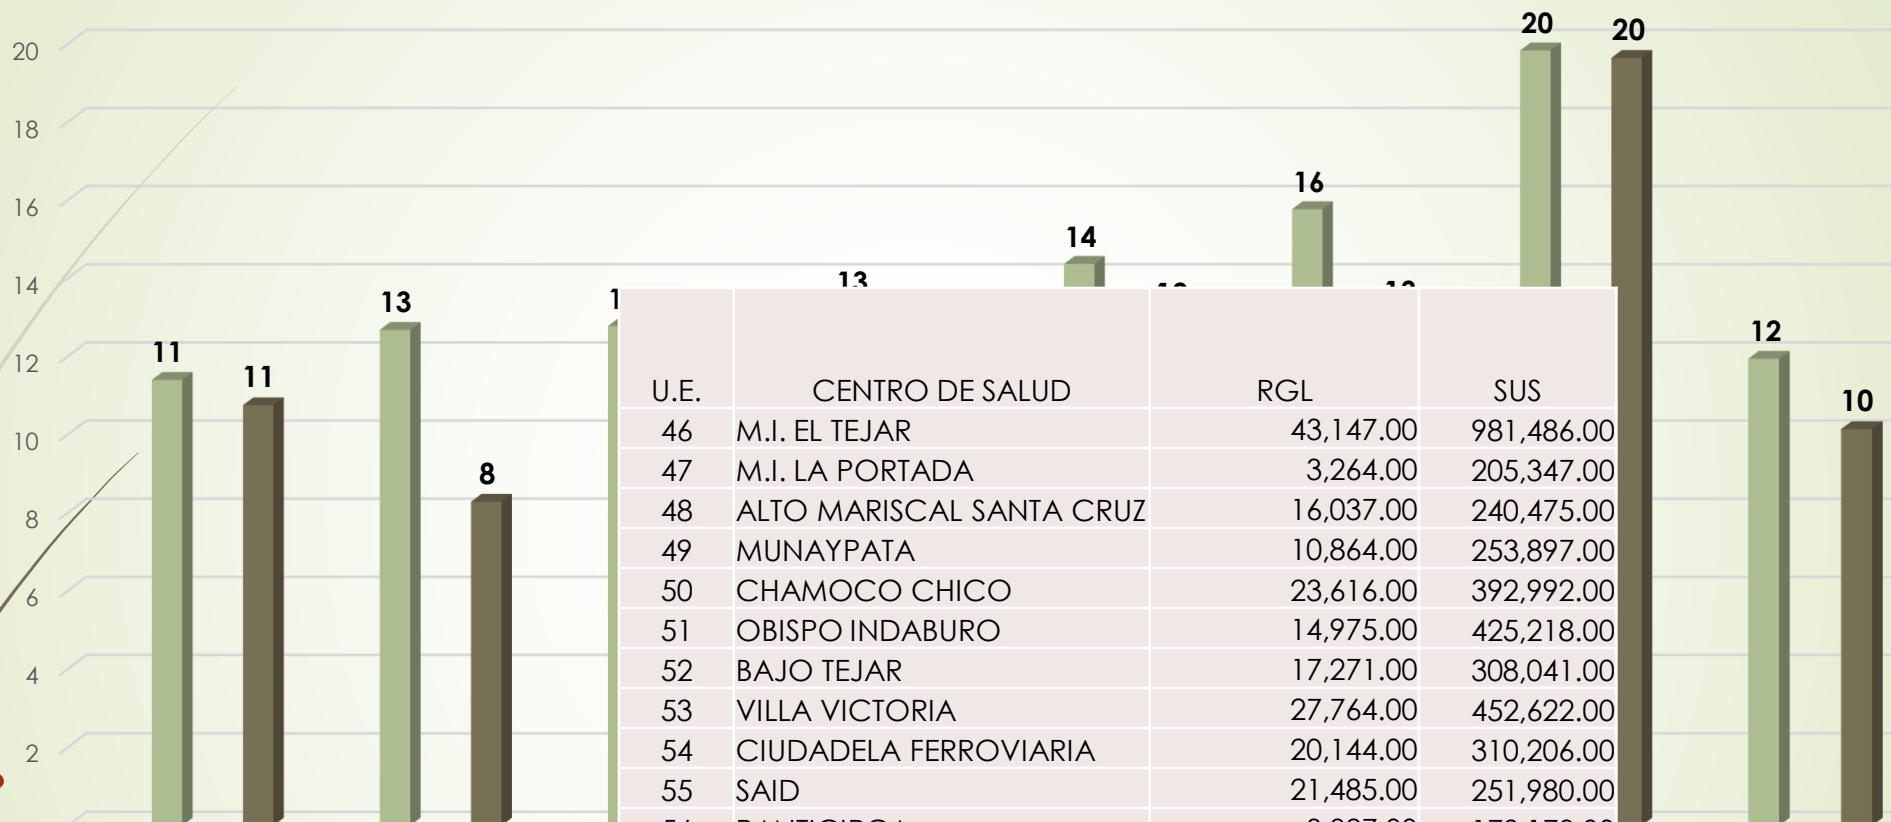 20
18
16
14
12
10
8
6
4
2
11
11
13
8
13
14
16
20
20
12
10
U.E. CENTRO DE SALUD RGL SUS
46 M.I. EL TEJAR 43,147.00 981,486.00
47 M.I. LA PORTADA 3,264.00 205,347.00
48 ALTO MARISCAL SANTA CRUZ 16,037.00 240,475.00
49 MUNAYPATA 10,864.00 253,897.00
50 CHAMOCO CHICO 23,616.00 392,992.00
51 OBISPO INDABURO 14,975.00 425,218.00
52 BAJO TEJAR 17,271.00 308,041.00
53 VILLA VICTORIA 27,764.00 452,622.00
54 CIUDADELA FERROVIARIA 20,144.00 310,206.00
55 SAID 21,485.00 251,980.00